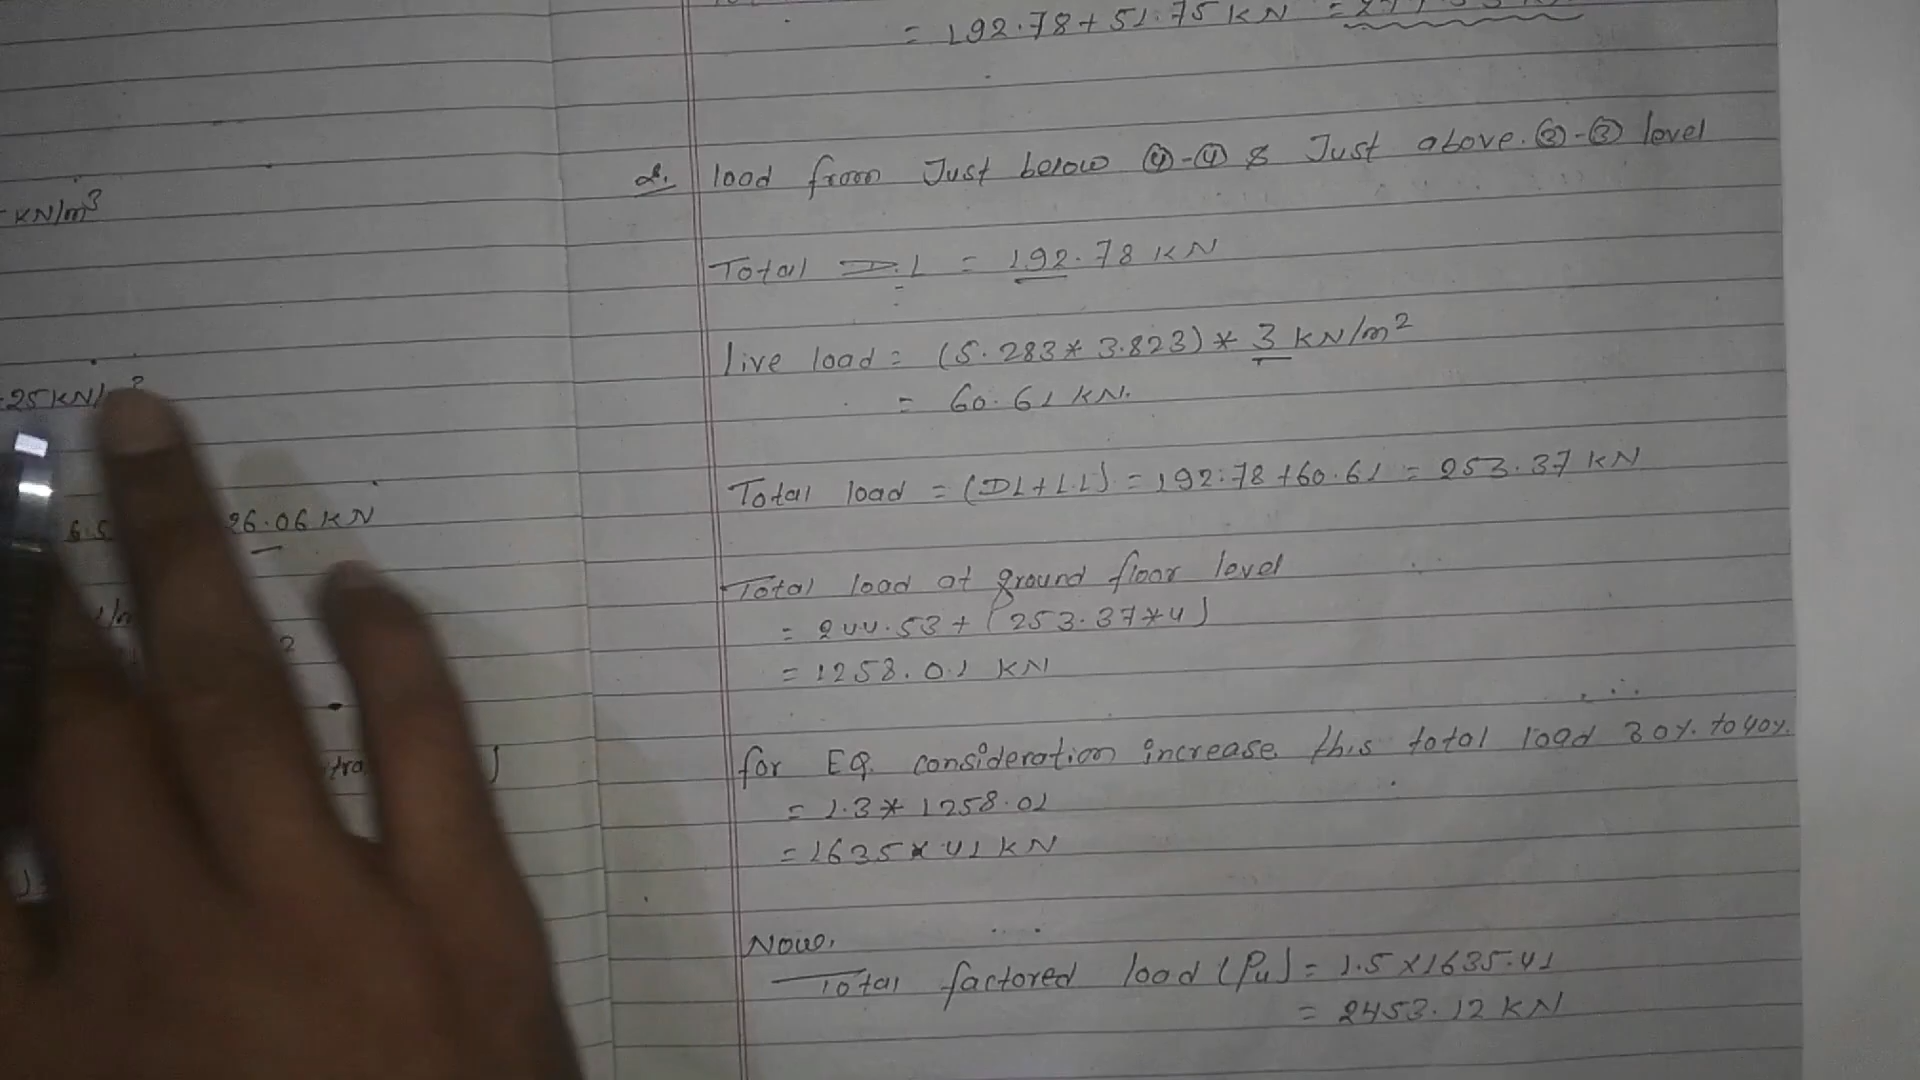 KN/m³
25 KN/
26.06 KN
2
= 192.78 + 51.75 KN =
2. load from Just below ④-④ & Just above. ③-③ level
Total D.L = 192.78 KN
live load = (5.283 * 3.823) * 3 KN/m²
= 60.61 KN.
Total load = (DL + L.L) = 192.78 + 60.61 = 253.37 KN
Total load at ground floor level
= 244.53 + (253.37 * 4)
= 1258.01 KN
for EQ. consideration increase this total load 30%. to 40%.
= 1.3 * 1258.01
= 1635.41 KN
Now,
Total factored load (Pu) = 1.5 × 1635.41
= 2453.12 KN